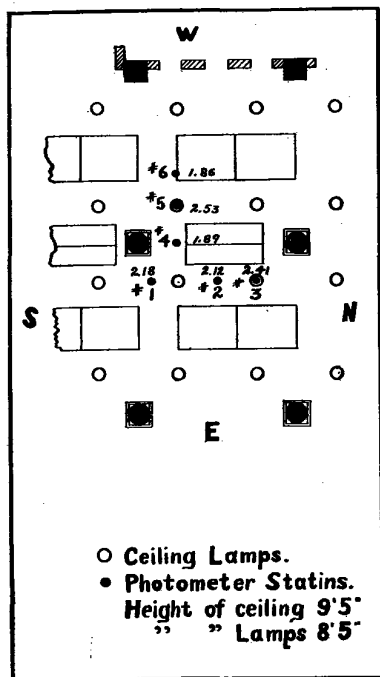 W
#6 1.86
#5 2.53
#4 1.89
2.18 2.12 2.41
#1 #2 #3
S N
E
Ceiling Lamps.
Photometer Statins.
Height of ceiling 9'5"
" " Lamps 8'5"